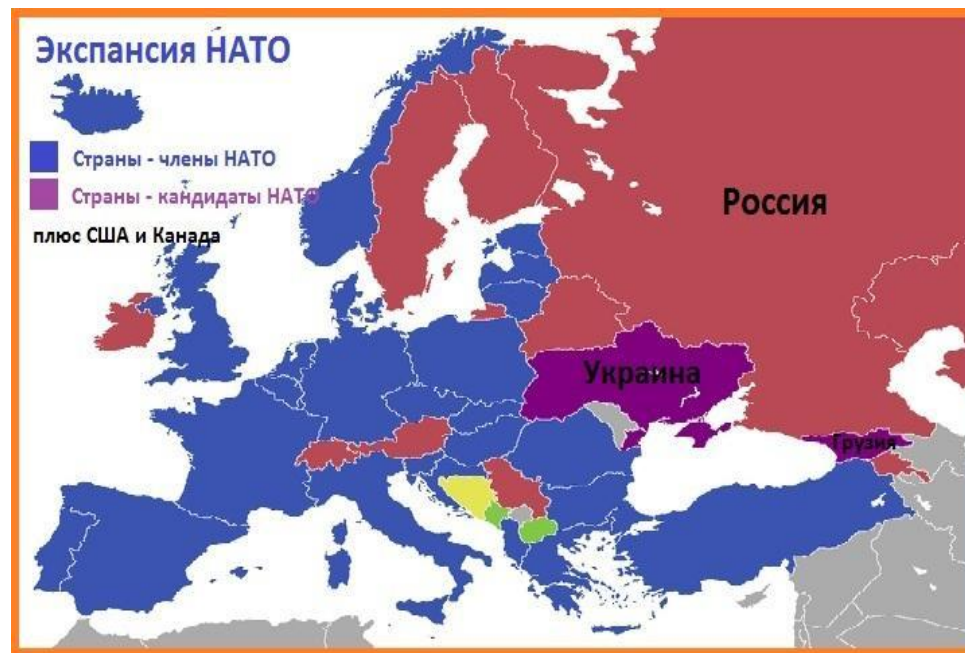 Экспансия НАТО
Страны - члены НАТО
Страны - кандидаты НАТО
плюс США и Канада
Россия
Украина
Грузия